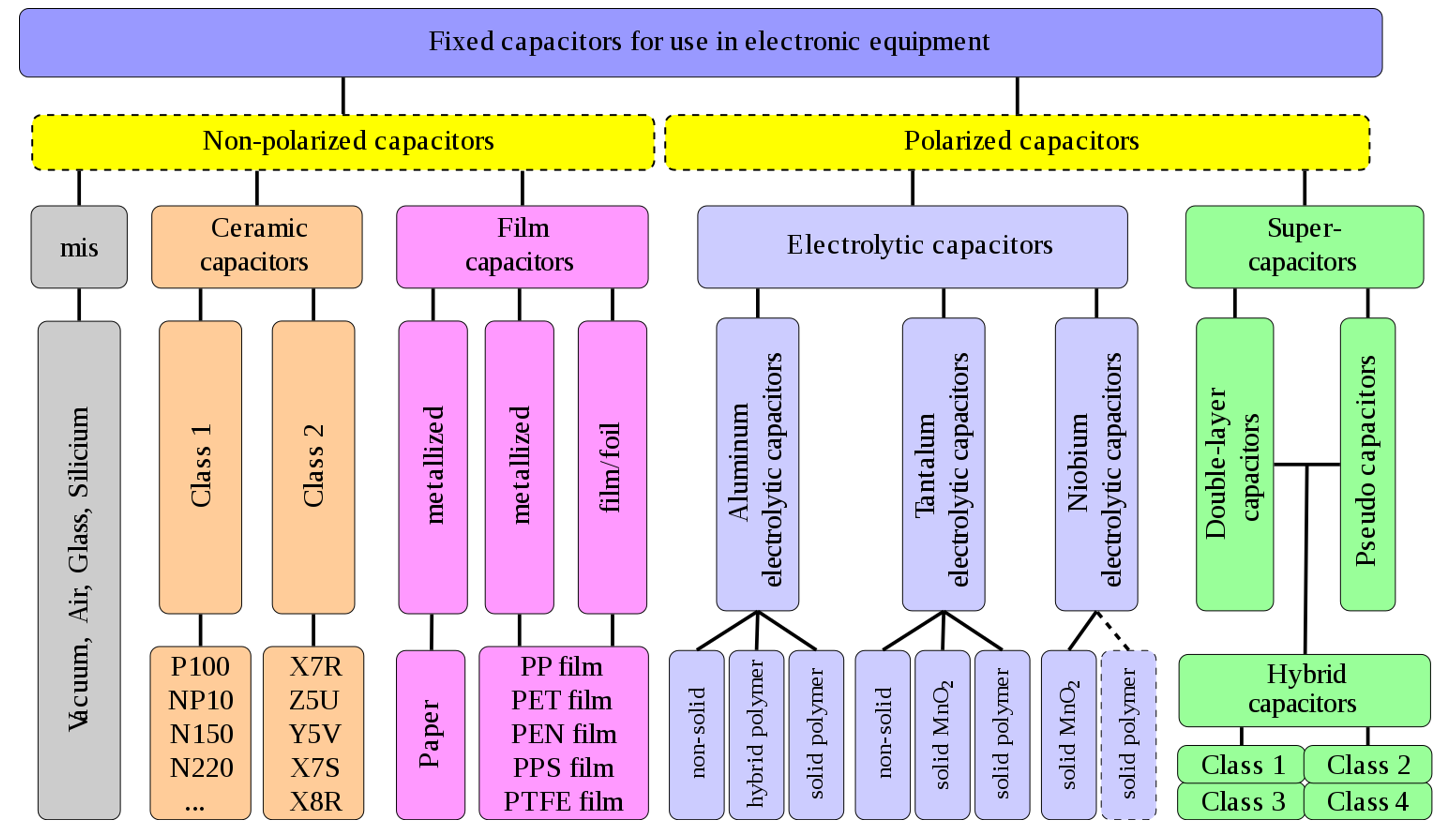 Fixed capacitors for use in electronic equipment
Non-polarized capacitors
Polarized capacitors
mis
Ceramic
capacitors
Film
capacitors
Electrolytic capacitors
Super-
capacitors
Vacuum, Air, Glass, Silicium
Class 1
Class 2
metallized
metallized
film/foil
Aluminum
electrolytic capacitors
Tantalum
electrolytic capacitors
Niobium
electrolytic capacitors
Double-layer
capacitors
Pseudo capacitors
P100
NP10
N150
N220
...
X7R
Z5U
Y5V
X7S
X8R
Paper
PP film
PET film
PEN film
PPS film
PTFE film
non-solid
hybrid polymer
solid polymer
non-solid
solid MnO₂
solid polymer
solid MnO₂
solid polymer
Hybrid
capacitors
Class 1
Class 2
Class 3
Class 4